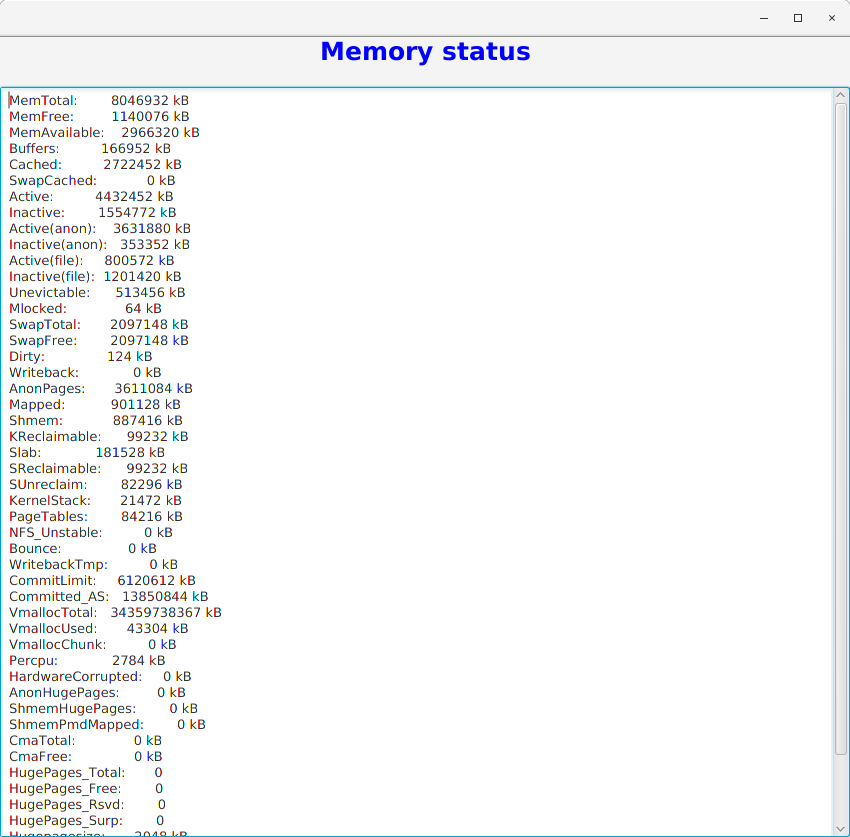 Memory status
MemTotal: 8046932 kB
MemFree: 1140076 kB
MemAvailable: 2966320 kB
Buffers: 166952 kB
Cached: 2722452 kB
SwapCached: 0 kB
Active: 4432452 kB
Inactive: 1554772 kB
Active(anon): 3631880 kB
Inactive(anon): 353352 kB
Active(file): 800572 kB
Inactive(file): 1201420 kB
Unevictable: 513456 kB
Mlocked: 64 kB
SwapTotal: 2097148 kB
SwapFree: 2097148 kB
Dirty: 124 kB
Writeback: 0 kB
AnonPages: 3611084 kB
Mapped: 901128 kB
Shmem: 887416 kB
KReclaimable: 99232 kB
Slab: 181528 kB
SReclaimable: 99232 kB
SUnreclaim: 82296 kB
KernelStack: 21472 kB
PageTables: 84216 kB
NFS_Unstable: 0 kB
Bounce: 0 kB
WritebackTmp: 0 kB
CommitLimit: 6120612 kB
Committed_AS: 13850844 kB
VmallocTotal: 34359738367 kB
VmallocUsed: 43304 kB
VmallocChunk: 0 kB
Percpu: 2784 kB
HardwareCorrupted: 0 kB
AnonHugePages: 0 kB
ShmemHugePages: 0 kB
ShmemPmdMapped: 0 kB
CmaTotal: 0 kB
CmaFree: 0 kB
HugePages_Total: 0
HugePages_Free: 0
HugePages_Rsvd: 0
HugePages_Surp: 0
Hugepagesize: 2048 kB